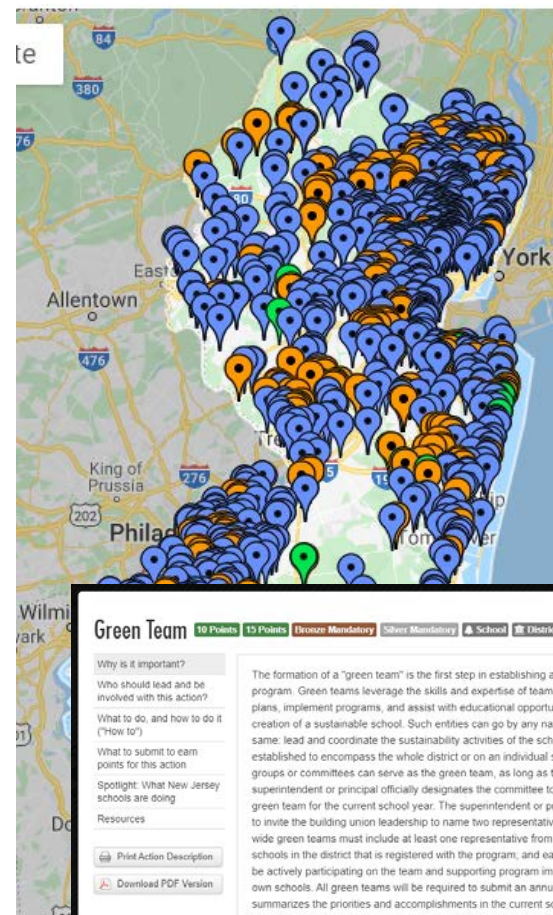 84
te
380
76
80
York
East
Allentown
476
King of
Prussia
276
202
Philad
Wilmi
ark
Green Team 10 Points 15 Points Bronze Mandatory Silver Mandatory School Distric
Why is it important?
Who should lead and be
involved with this action?
What to do, and how to do it
("How to")
What to submit to earn
points for this action
Spotlight: What New Jersey
schools are doing
Resources
Print Action Description
Download PDF Version
The formation of a "green team" is the first step in establishing a
program. Green teams leverage the skills and expertise of team
plans, implement programs, and assist with educational opportu
creation of a sustainable school. Such entities can go by any na
same: lead and coordinate the sustainability activities of the sch
established to encompass the whole district or on an individual s
groups or committees can serve as the green team, as long as t
superintendent or principal officially designates the committee to
green team for the current school year. The superintendent or pr
to invite the building union leadership to name two representativ
wide green teams must include at least one representative from
schools in the district that is registered with the program, and ea
be actively participating on the team and supporting program im
own schools. All green teams will be required to submit an annu
summarizes the priorities and accomplishments in the current sc